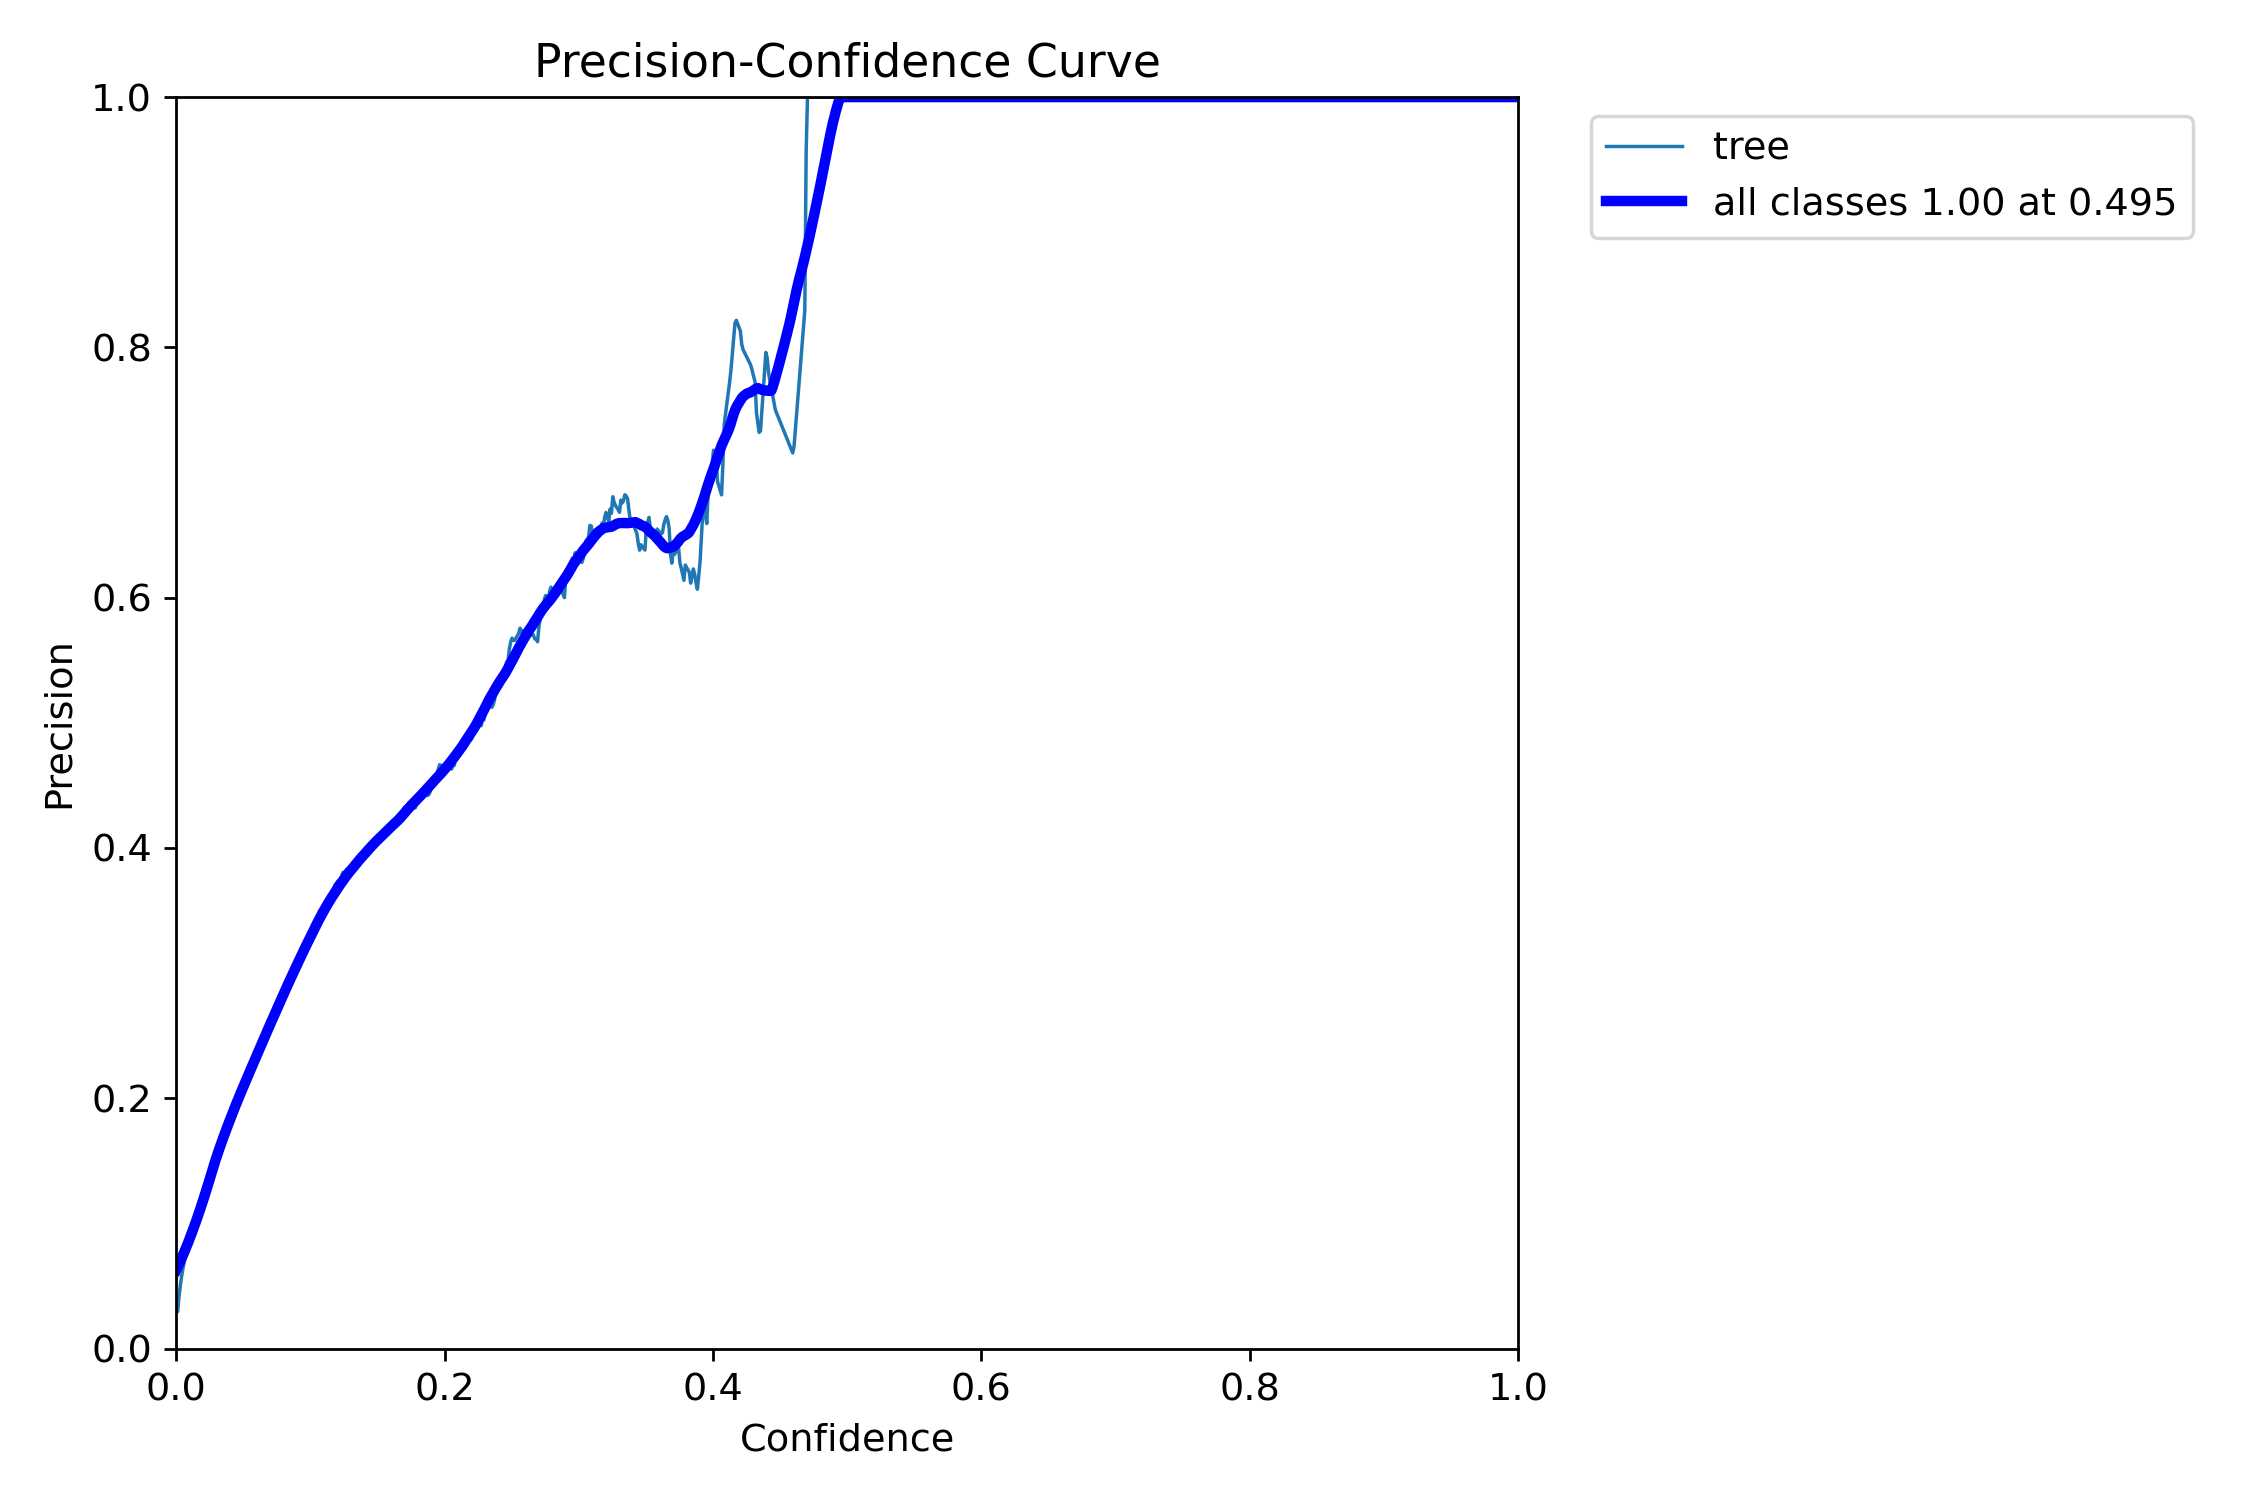 Precision-Confidence Curve
1.0
0.8
0.6
0.4
0.2
0.0
Precision
0.0 0.2 0.4 0.6 0.8 1.0
Confidence
tree
all classes 1.00 at 0.495